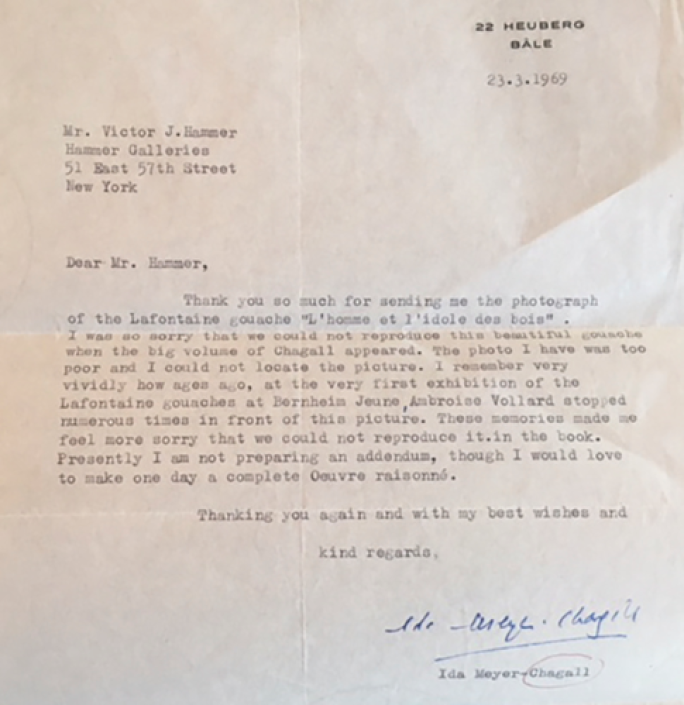 22 HEUBERG
BÂLE
23.3.1969
Mr. Victor J.Hammer
Hammer Galleries
51 East 57th Street
New York
Dear Mr. Hammer,
Thank you so much for sending me the photograph
of the Lafontaine gouache "L'homme et l'idole des bois" .
I was so sorry that we could not reproduce this beautiful gouache
when the big volume of Chagall appeared. The photo I have was too
poor and I could not locate the picture. I remember very
vividly how ages ago, at the very first exhibition of the
Lafontaine gouaches at Bernheim Jeune,Ambroise Vollard stopped
numerous times in front of this picture. These memories made me
feel more sorry that we could not reproduce it.in the book.
Presently I am not preparing an addendum, though I would love
to make one day a complete Oeuvre raisonné.
Thanking you again and with my best wishes and
kind regards,
Ida Meyer-Chagall
Ida Meyer-Chagall